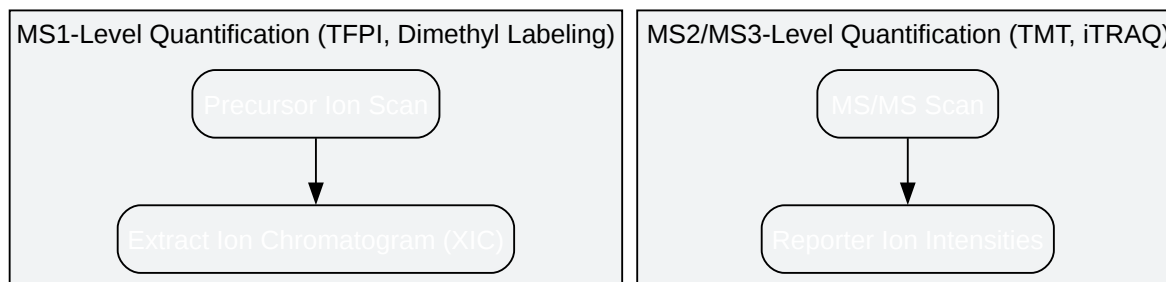 MS1-Level Quantification (TFPI, Dimethyl Labeling)
Precursor Ion Scan
Extract Ion Chromatogram (XIC)
MS2/MS3-Level Quantification (TMT, iTRAQ)
MS/MS Scan
Reporter Ion Intensities